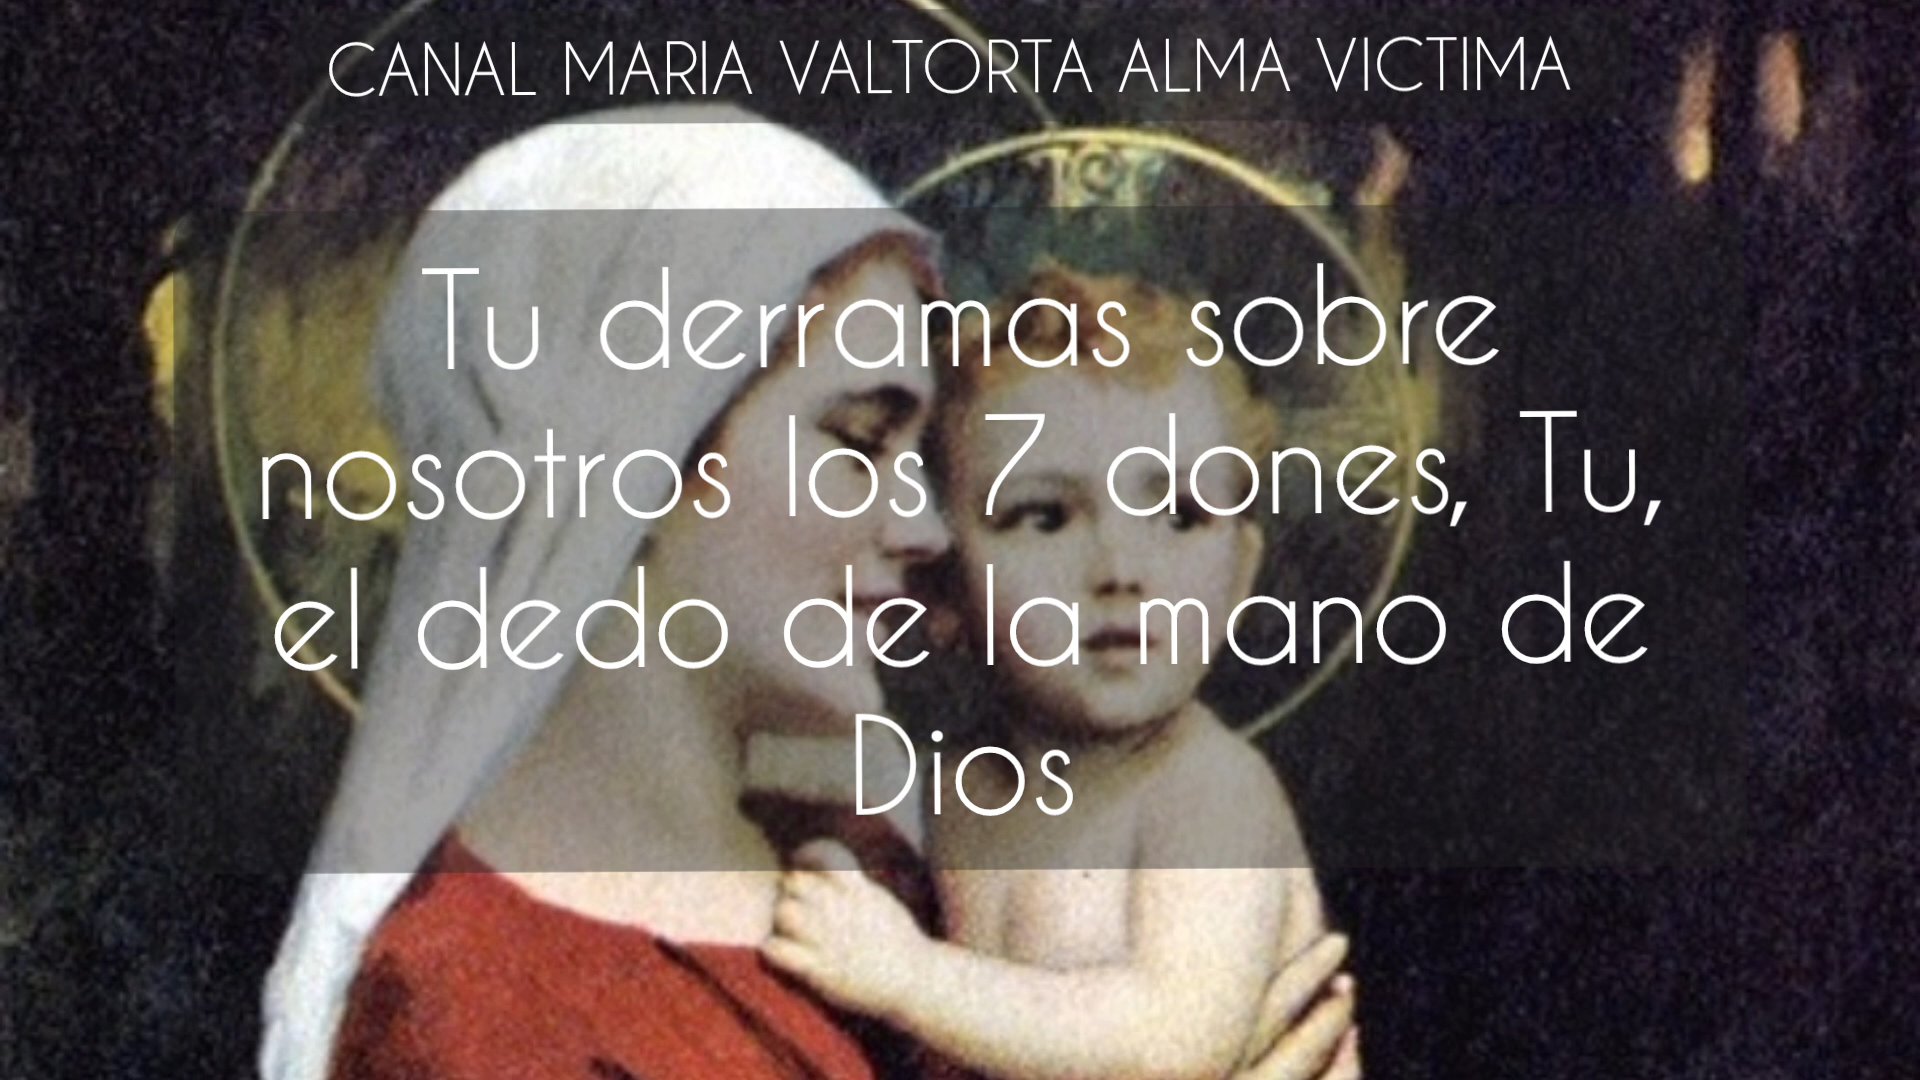 CANAL MARIA VALTORTA ALMA VICTIMA
Tu derramas sobre
nosotros los 7 dones, Tu,
el dedo de la mano de
Dios